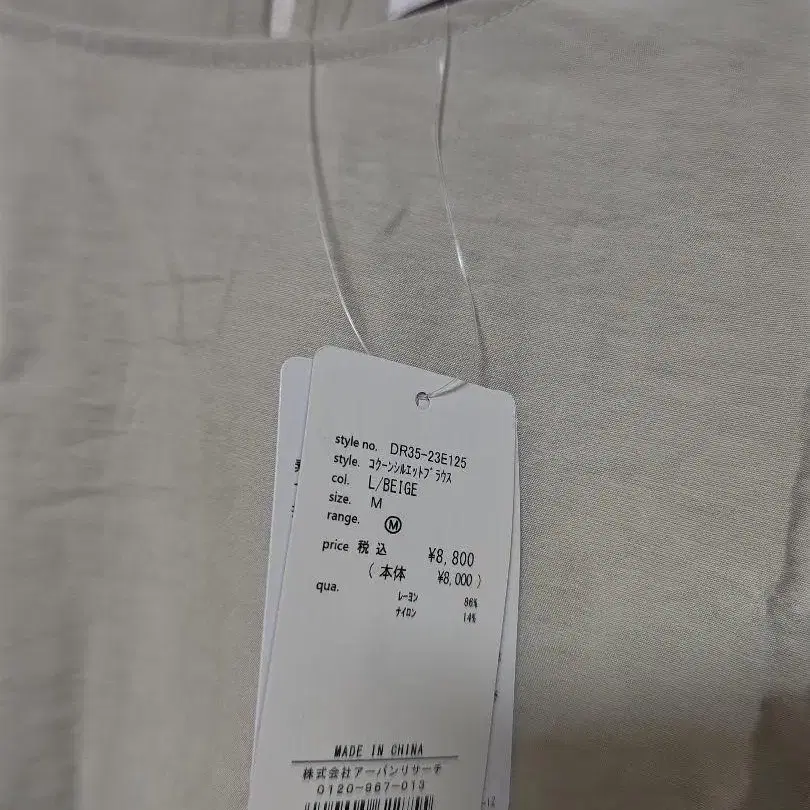 style no. DR35-23E125
style. コクーンシルエットブラウス
col. L/BEIGE
size. M
range. Ⓜ
price 税込 ¥8,800
(本体 ¥8,000)
qua. レーヨン 86%
ナイロン 14%
MADE IN CHINA
株式会社アーバンリサーチ
0120-967-013